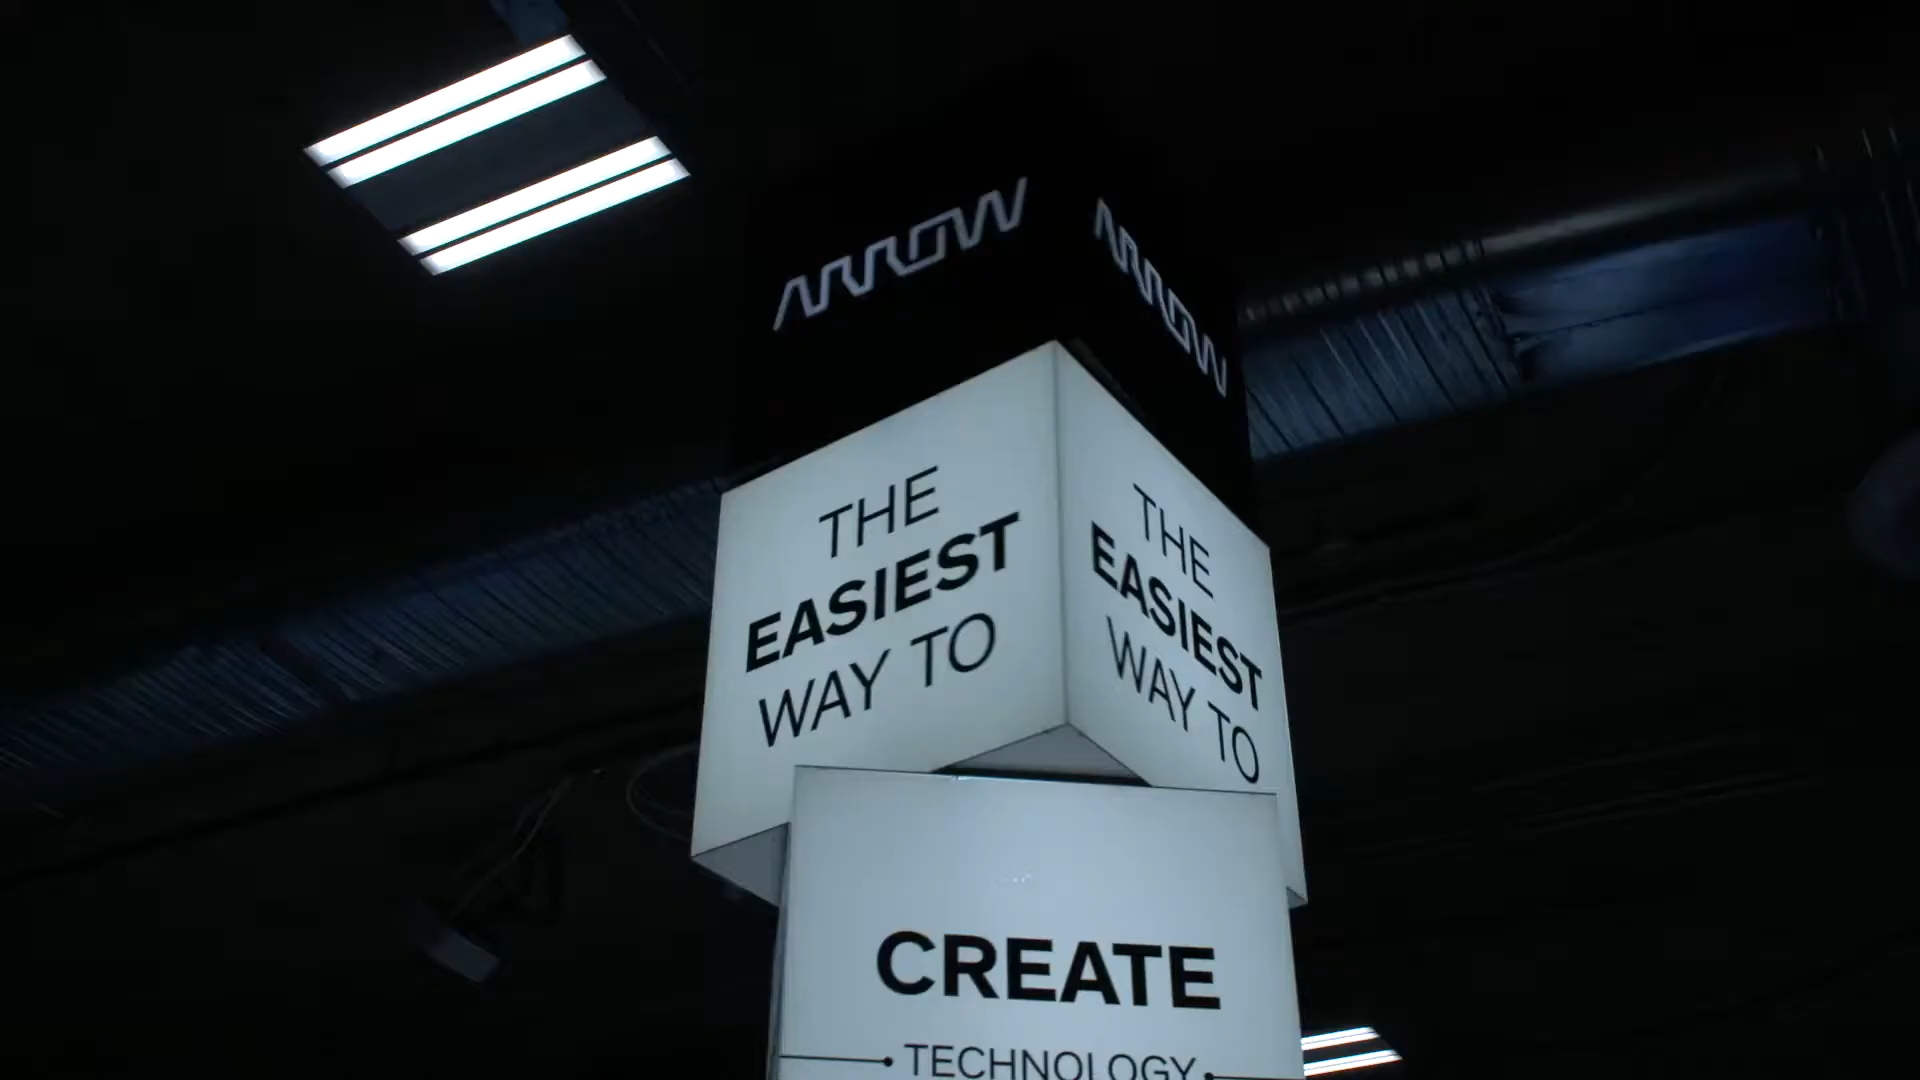 ARROW
ARROW
THE
EASIEST
WAY TO
THE
EASIEST
WAY TO
CREATE
TECHNOLOGY